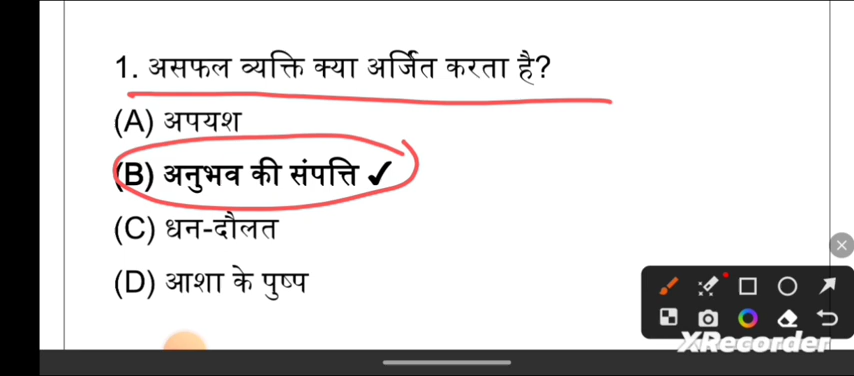 1. असफल व्यक्ति क्या अर्जित करता है?
(A) अपयश
(B) अनुभव की संपत्ति ✓
(C) धन-दौलत
(D) आशा के पुष्प
XRecorder